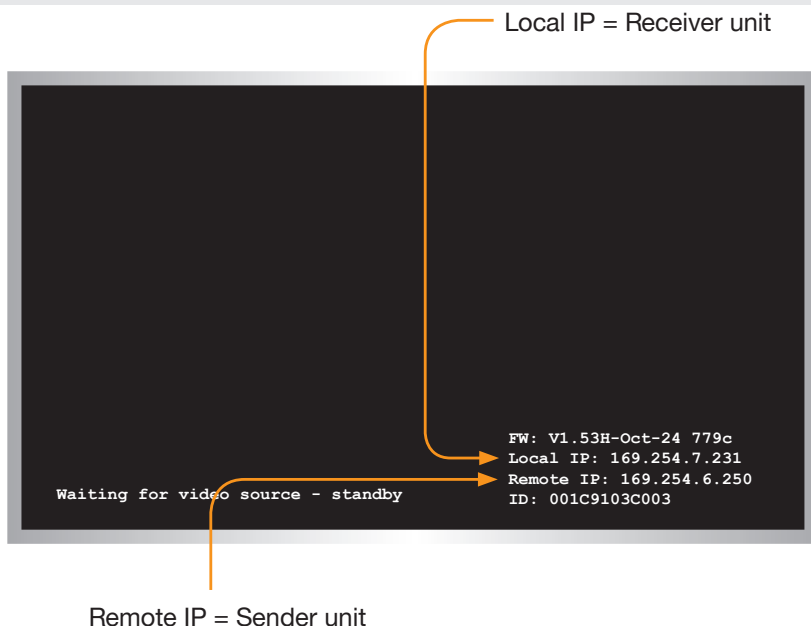 Local IP = Receiver unit
FW: V1.53H-Oct-24 779c
Local IP: 169.254.7.231
Remote IP: 169.254.6.250
Waiting for video source - standby
ID: 001C9103C003
Remote IP = Sender unit